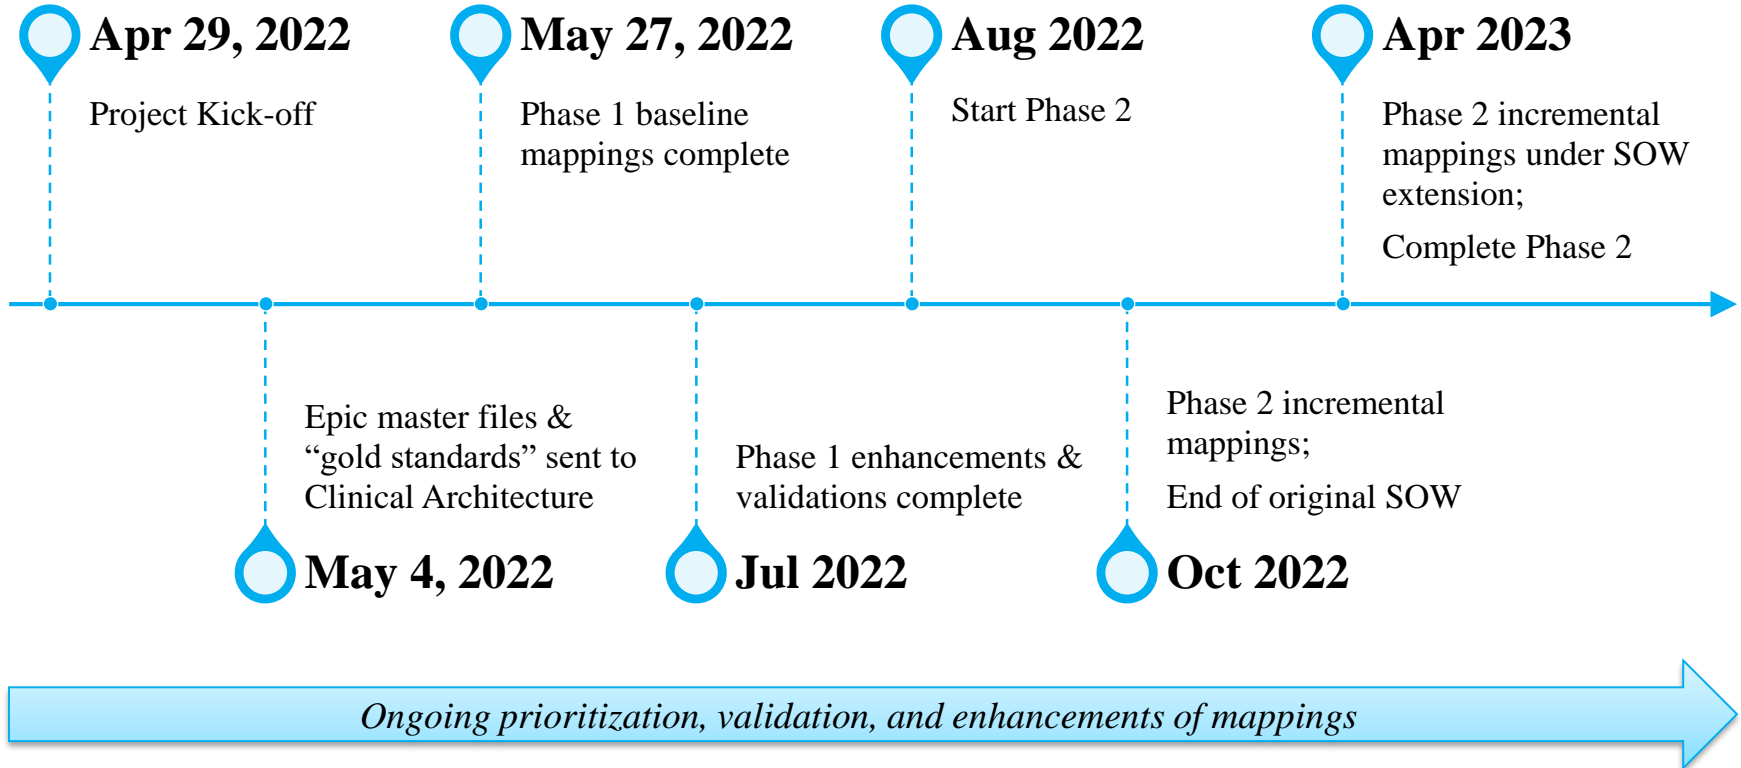 Apr 29, 2022
Project Kick-off
May 4, 2022
Epic master files &
“gold standards” sent to
Clinical Architecture
May 27, 2022
Phase 1 baseline
mappings complete
Jul 2022
Phase 1 enhancements &
validations complete
Aug 2022
Start Phase 2
Oct 2022
Phase 2 incremental
mappings;
End of original SOW
Apr 2023
Phase 2 incremental
mappings under SOW
extension;
Complete Phase 2
Ongoing prioritization, validation, and enhancements of mappings